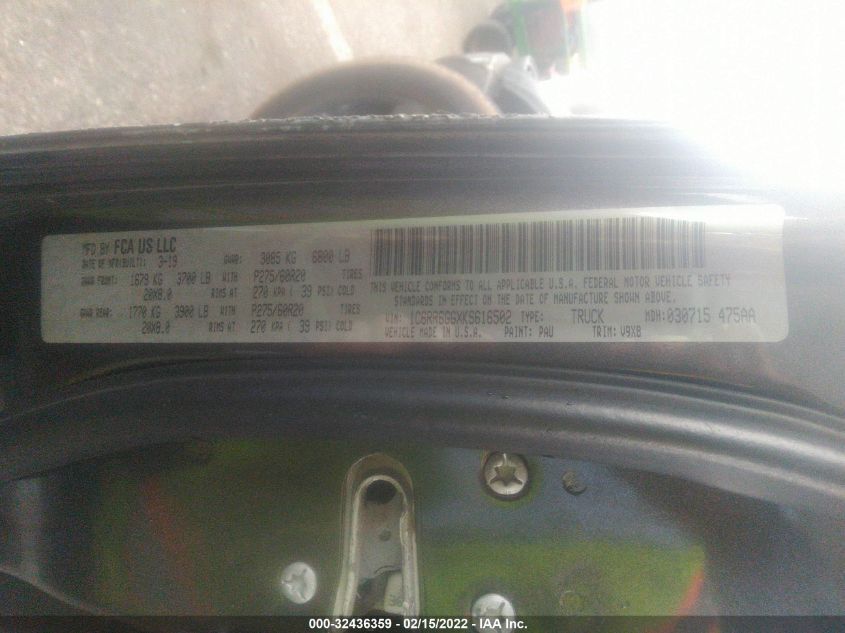 MFD BY FCA US LLC
DATE OF MFR(BUILT): 3-19 GVWR: 3085 KG 6800 LB
GAWR FRONT: 1679 KG 3700 LB WITH P275/60R20 TIRES
20X8.0 RIMS AT 270 KPA ( 39 PSI) COLD
GAWR REAR: 1770 KG 3900 LB WITH P275/60R20 TIRES
20X8.0 RIMS AT 270 KPA ( 39 PSI) COLD
THIS VEHICLE CONFORMS TO ALL APPLICABLE U.S.A. FEDERAL MOTOR VEHICLE SAFETY
STANDARDS IN EFFECT ON THE DATE OF MANUFACTURE SHOWN ABOVE.
VIN: 1C6RR6GGXKS616502 TYPE: TRUCK MDH: 030715 475AA
VEHICLE MADE IN U.S.A. PAINT: PAU TRIM: V9X8
000-32436359 - 02/15/2022 - IAA Inc.